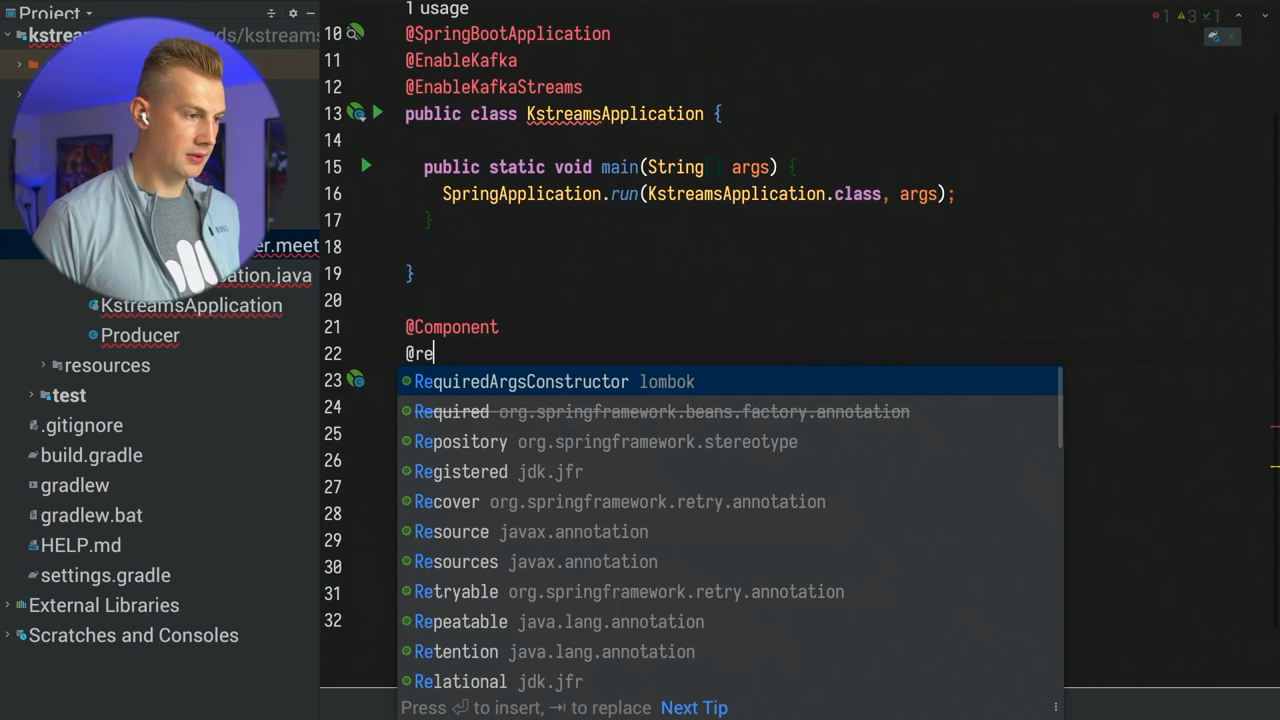 Project
kstrea ds/kstreams
er.meet
ation.java
KstreamsApplication
Producer
resources
test
.gitignore
build.gradle
gradlew
gradlew.bat
HELP.md
settings.gradle
External Libraries
Scratches and Consoles
1 usage
1 3 1
10 @SpringBootApplication
11 @EnableKafka
12 @EnableKafkaStreams
13 public class KstreamsApplication {
14
15 public static void main(String[] args) {
16 SpringApplication.run(KstreamsApplication.class, args);
17 }
18
19 }
20
21 @Component
22 @re
23
24
25
26
27
28
29
30
31
32
RequiredArgsConstructor lombok
Required org.springframework.beans.factory.annotation
Repository org.springframework.stereotype
Registered jdk.jfr
Recover org.springframework.retry.annotation
Resource javax.annotation
Resources javax.annotation
Retryable org.springframework.retry.annotation
Repeatable java.lang.annotation
Retention java.lang.annotation
Relational jdk.jfr
Press ⏎ to insert, ⇥ to replace Next Tip